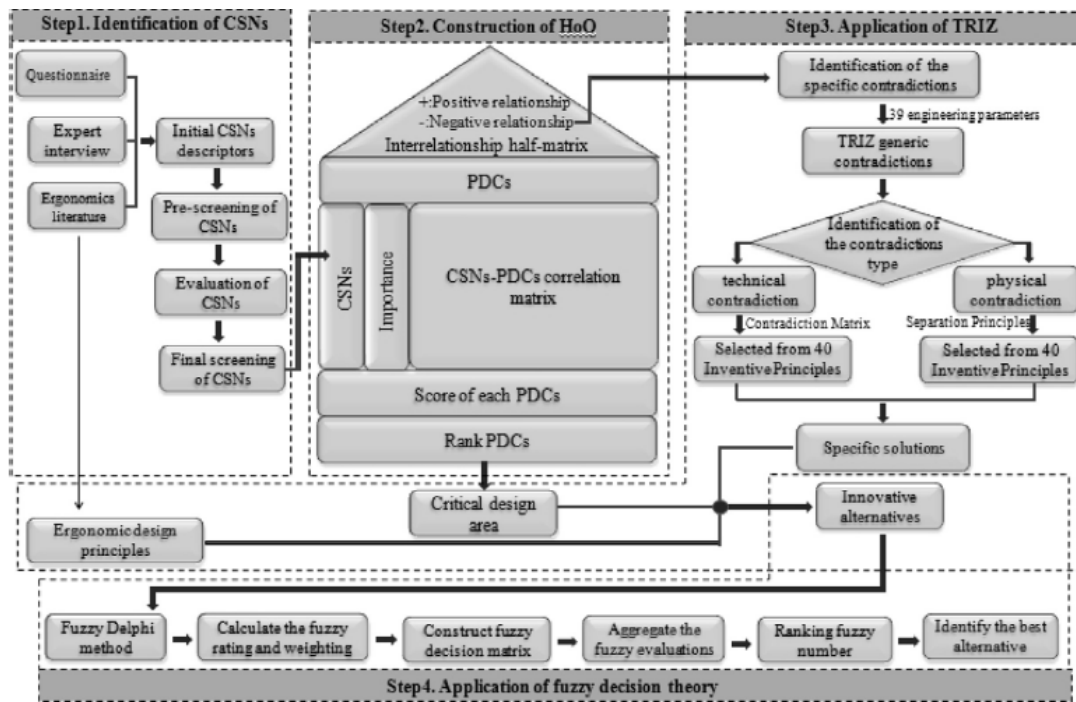 Step1. Identification of CSNs
Questionnaire
Expert
interview
Ergonomics
literature
Initial CSNs
descriptors
Pre-screening of
CSNs
Evaluation of
CSNs
Final screening
of CSNs
Ergonomic design
principles
Step2. Construction of HoQ
+:Positive relationship
-:Negative relationship
Interrelationship half-matrix
PDCs
CSNs
Importance
CSNs-PDCs correlation
matrix
Score of each PDCs
Rank PDCs
Critical design
area
Step3. Application of TRIZ
Identification of the
specific contradictions
39 engineering parameters
TRIZ generic
contradictions
Identification of
the contradictions
type
technical
contradiction
physical
contradiction
Contradiction Matrix
Separation Principles
Selected from 40
Inventive Principles
Selected from 40
Inventive Principles
Specific solutions
Innovative
alternatives
Fuzzy Delphi
method
Calculate the fuzzy
rating and weighting
Construct fuzzy
decision matrix
Aggregate the
fuzzy evaluations
Ranking fuzzy
number
Identify the best
alternative
Step4. Application of fuzzy decision theory